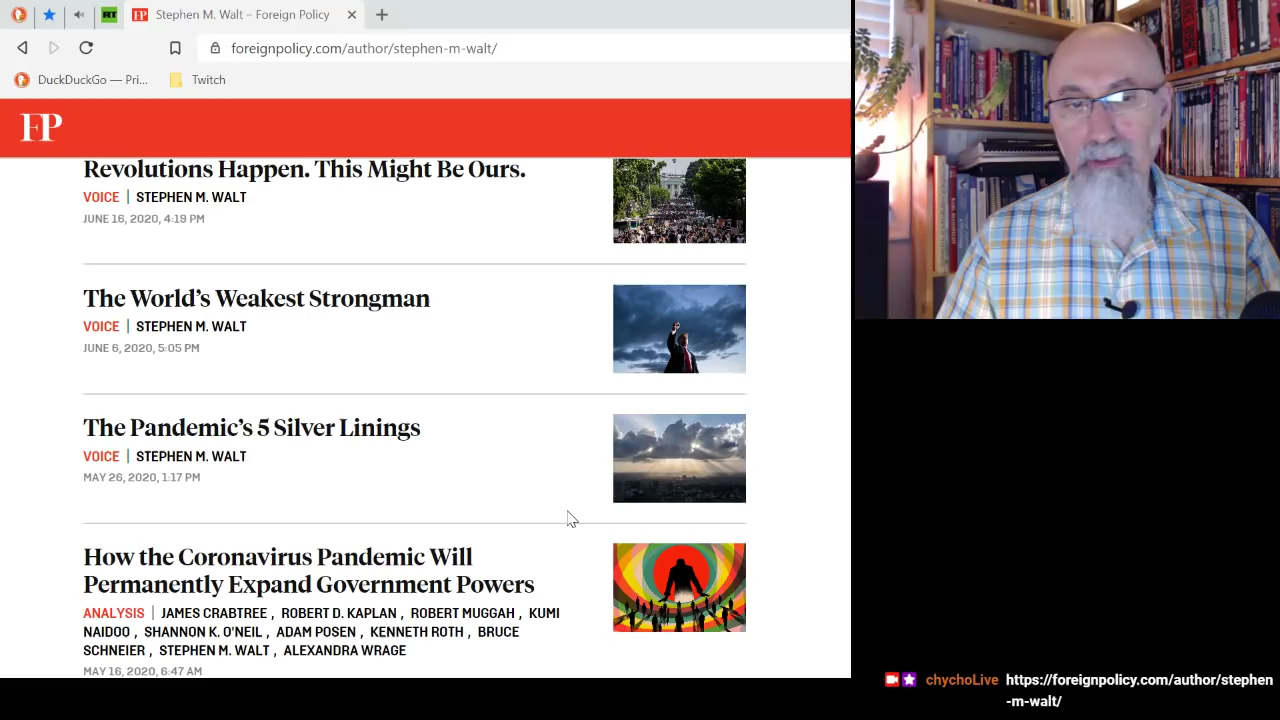 RT
Stephen M. Walt – Foreign Policy
foreignpolicy.com/author/stephen-m-walt/
DuckDuckGo — Pri...
Twitch
FP
Revolutions Happen. This Might Be Ours.
VOICE | STEPHEN M. WALT
JUNE 16, 2020, 4:19 PM
The World's Weakest Strongman
VOICE | STEPHEN M. WALT
JUNE 6, 2020, 5:05 PM
The Pandemic's 5 Silver Linings
VOICE | STEPHEN M. WALT
MAY 26, 2020, 1:17 PM
How the Coronavirus Pandemic Will
Permanently Expand Government Powers
ANALYSIS | JAMES CRABTREE , ROBERT D. KAPLAN , ROBERT MUGGAH , KUMI
NAIDOO , SHANNON K. O'NEIL , ADAM POSEN , KENNETH ROTH , BRUCE
SCHNEIER , STEPHEN M. WALT , ALEXANDRA WRAGE
MAY 16, 2020, 6:47 AM
chychoLive https://foreignpolicy.com/author/stephen
-m-walt/